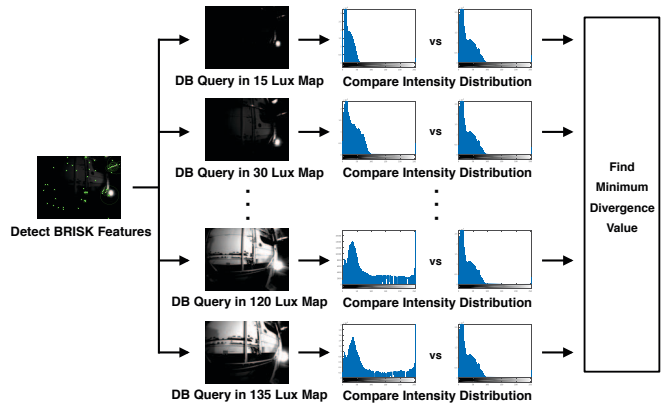 DB Query in 15 Lux Map
vs
Compare Intensity Distribution
DB Query in 30 Lux Map
vs
Compare Intensity Distribution
Detect BRISK Features
DB Query in 120 Lux Map
vs
Compare Intensity Distribution
DB Query in 135 Lux Map
vs
Compare Intensity Distribution
Find
Minimum
Divergence
Value